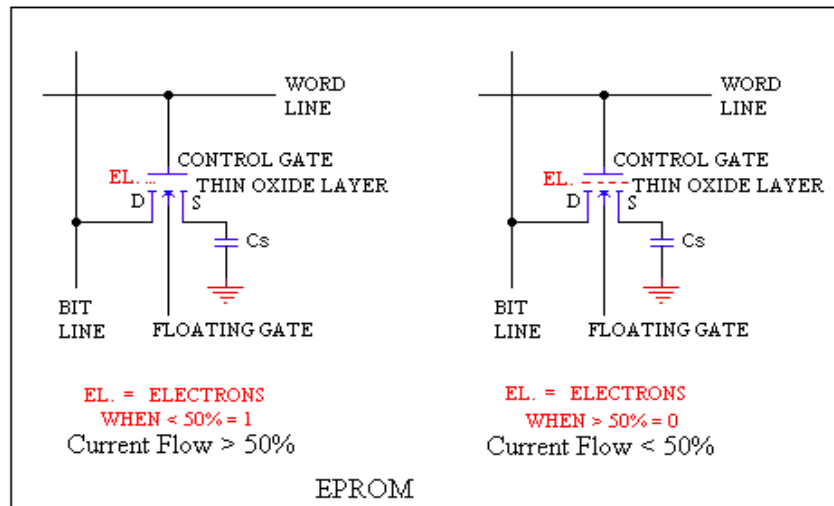 WORD
LINE
CONTROL GATE
EL.
THIN OXIDE LAYER
D
S
Cs
BIT
LINE
FLOATING GATE
EL. = ELECTRONS
WHEN < 50% = 1
Current Flow > 50%
WORD
LINE
CONTROL GATE
EL.
THIN OXIDE LAYER
D
S
Cs
BIT
LINE
FLOATING GATE
EL. = ELECTRONS
WHEN > 50% = 0
Current Flow < 50%
EPROM